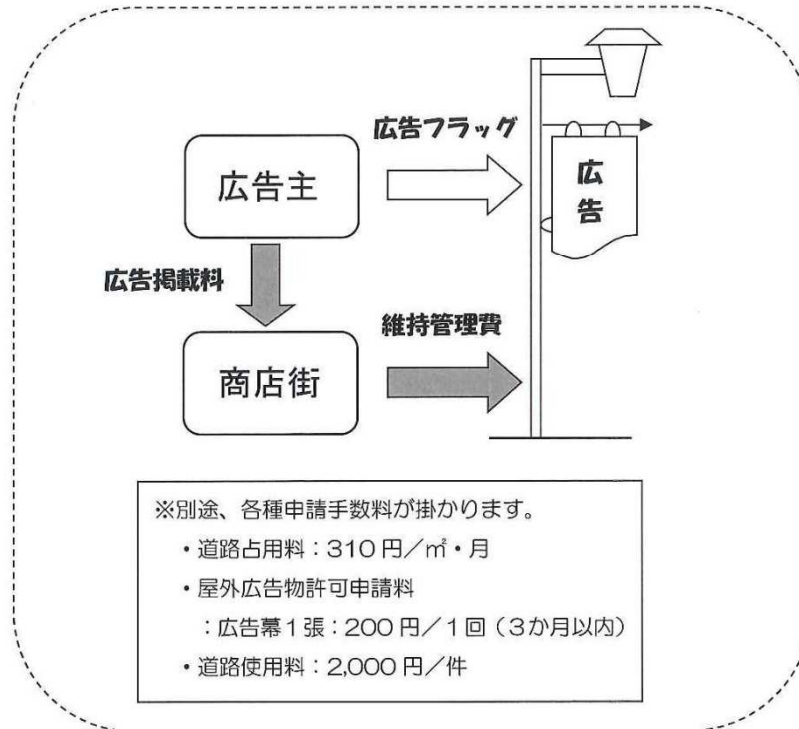 広告フラッグ
広告主
広告
広告掲載料
維持管理費
商店街
※別途、各種申請手数料が掛かります。
・道路占用料：310円／㎡・月
・屋外広告物許可申請料
：広告幕１張：200円／1回（３か月以内）
・道路使用料：2,000円／件